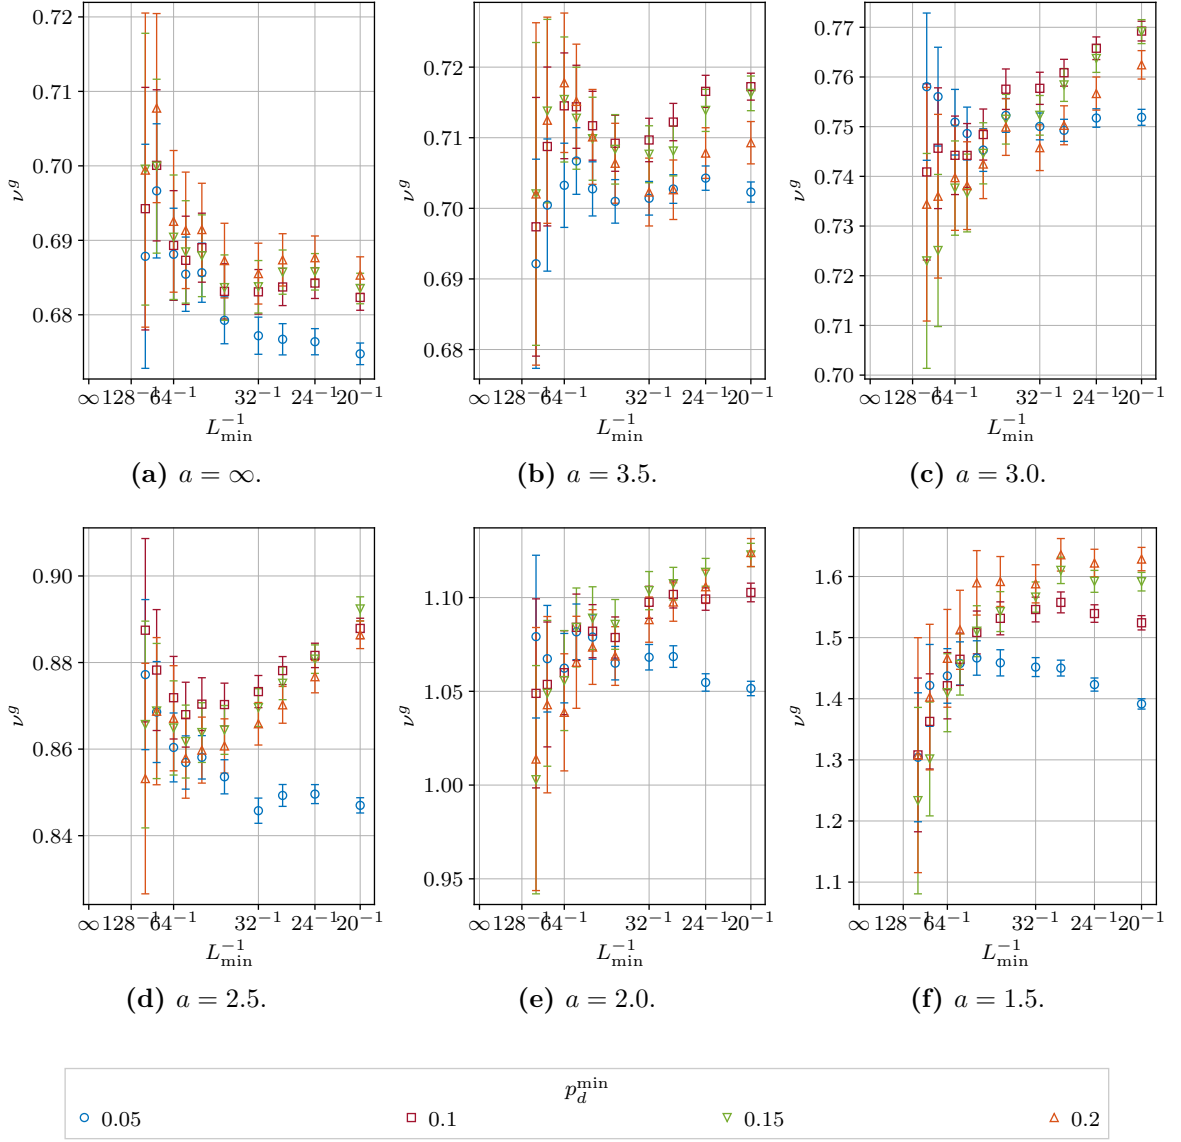 0.72
0.71
0.70
0.69
0.68
ν^g
∞ 128⁻¹ 64⁻¹ 32⁻¹ 24⁻¹ 20⁻¹
L_min⁻¹
(a) a = ∞.
0.72
0.71
0.70
0.69
0.68
ν^g
∞ 128⁻¹ 64⁻¹ 32⁻¹ 24⁻¹ 20⁻¹
L_min⁻¹
(b) a = 3.5.
0.77
0.76
0.75
0.74
0.73
0.72
0.71
0.70
ν^g
∞ 128⁻¹ 64⁻¹ 32⁻¹ 24⁻¹ 20⁻¹
L_min⁻¹
(c) a = 3.0.
0.90
0.88
0.86
0.84
ν^g
∞ 128⁻¹ 64⁻¹ 32⁻¹ 24⁻¹ 20⁻¹
L_min⁻¹
(d) a = 2.5.
1.10
1.05
1.00
0.95
ν^g
∞ 128⁻¹ 64⁻¹ 32⁻¹ 24⁻¹ 20⁻¹
L_min⁻¹
(e) a = 2.0.
1.6
1.5
1.4
1.3
1.2
1.1
ν^g
∞ 128⁻¹ 64⁻¹ 32⁻¹ 24⁻¹ 20⁻¹
L_min⁻¹
(f) a = 1.5.
p_d^min
0.05 0.1 0.15 0.2